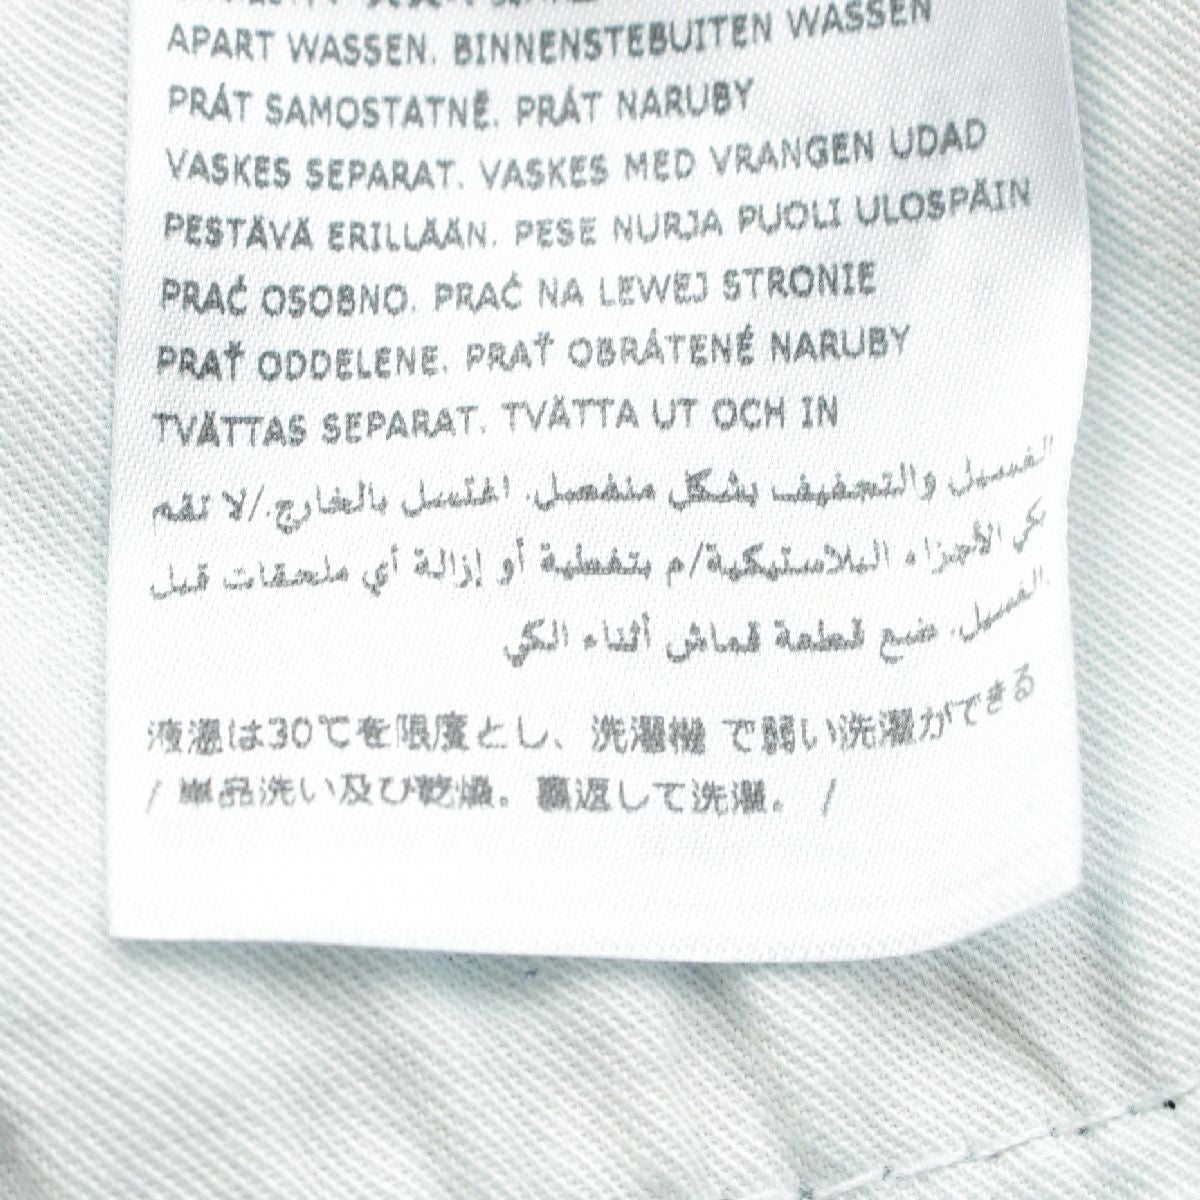 APART WASSEN. BINNENSTEBUITEN WASSEN
PRÁT SAMOSTATNĚ. PRÁT NARUBY
VASKES SEPARAT. VASKES MED VRANGEN UDAD
PESTÄVÄ ERILLÄÄN. PESE NURJA PUOLI ULOSPÄIN
PRAĆ OSOBNO. PRAĆ NA LEWEJ STRONIE
PRAŤ ODDELENE. PRAŤ OBRÁTENÉ NARUBY
TVÄTTAS SEPARAT. TVÄTTA UT OCH IN
الغسيل والتجفيف بشكل منفصل. اغتسل بالخارج./لا تقم
بكي الأجزاء البلاستيكية/م بتغطية أو إزالة أي ملحقات قبل
الغسيل. ضع قطعة قماش أثناء الكي
液温は30℃を限度とし、洗濯機 で弱い洗濯ができる
/ 単品洗い及び乾燥。裏返して洗濯。 /